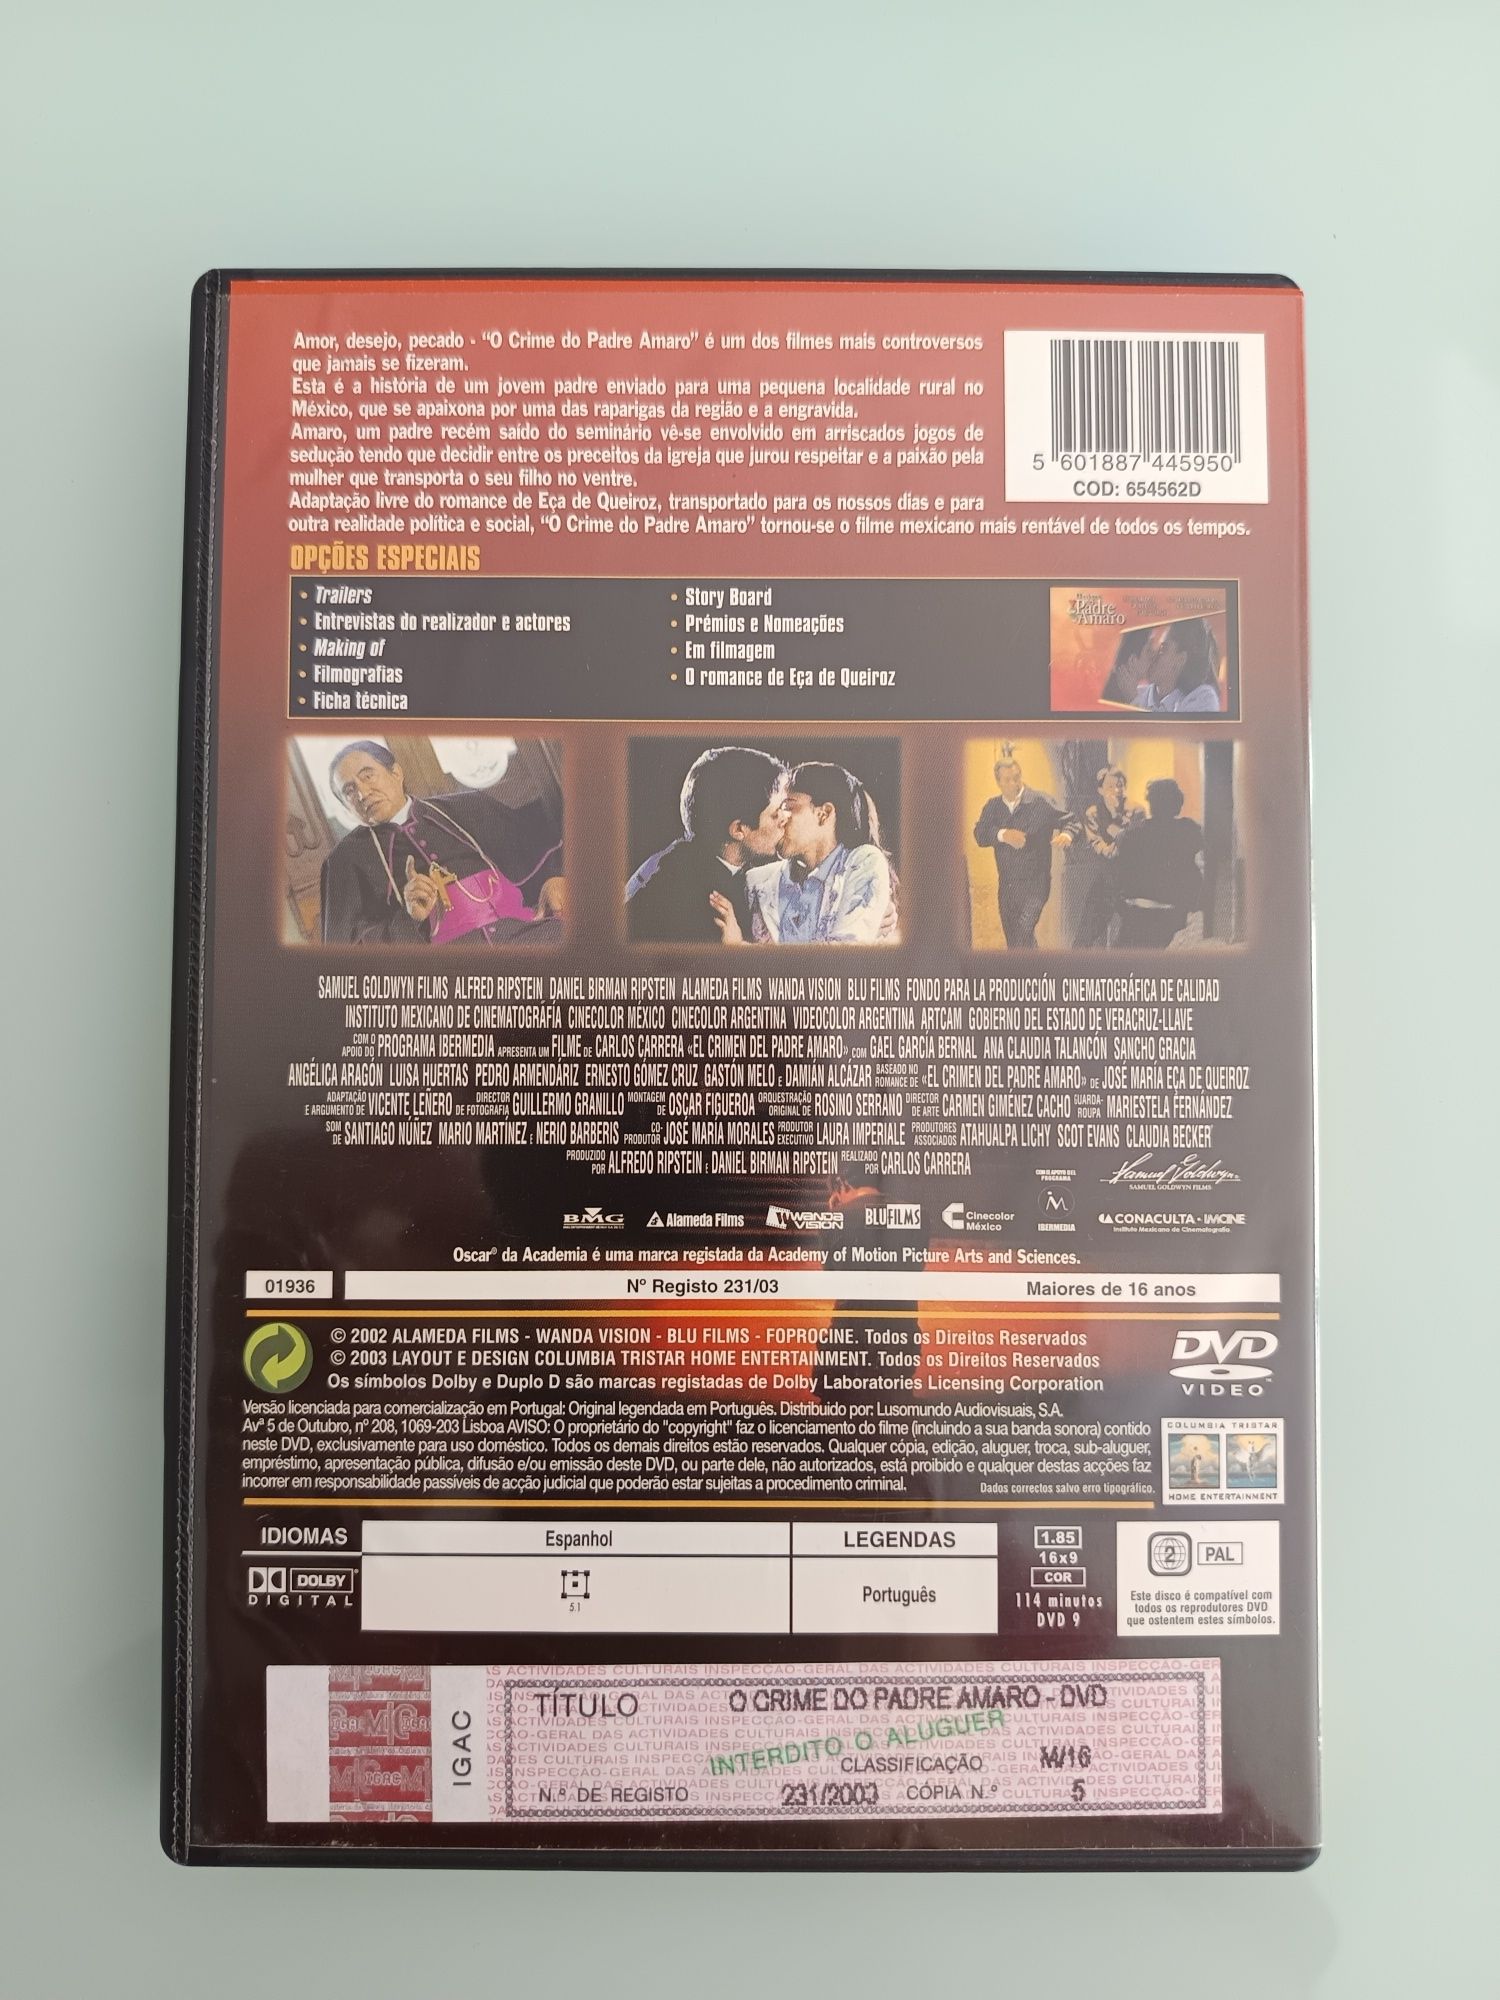 Amor, desejo, pecado - “O Crime do Padre Amaro” é um dos filmes mais controversos
que jamais se fizeram.
Esta é a história de um jovem padre enviado para uma pequena localidade rural no
México, que se apaixona por uma das raparigas da região e a engravida.
Amaro, um padre recém saído do seminário vê-se envolvido em arriscados jogos de
sedução tendo que decidir entre os preceitos da igreja que jurou respeitar e a paixão pela
mulher que transporta o seu filho no ventre.
Adaptação livre do romance de Eça de Queiroz, transportado para os nossos dias e para
outra realidade política e social, “O Crime do Padre Amaro” tornou-se o filme mexicano mais rentável de todos os tempos.
5 601887 445950
COD: 654562D
OPÇÕES ESPECIAIS
• Trailers
• Entrevistas do realizador e actores
• Making of
• Filmografias
• Ficha técnica
• Story Board
• Prémios e Nomeações
• Em filmagem
• O romance de Eça de Queiroz
Padre
Amaro
SAMUEL GOLDWYN FILMS ALFRED RIPSTEIN DANIEL BIRMAN RIPSTEIN ALAMEDA FILMS WANDA VISION BLU FILMS FONDO PARA LA PRODUCCIÓN CINEMATOGRÁFICA DE CALIDAD
INSTITUTO MEXICANO DE CINEMATOGRÁFÍA CINECOLOR MÉXICO CINECOLOR ARGENTINA VIDEOCOLOR ARGENTINA ARTCAM GOBIERNO DEL ESTADO DE VERACRUZ-LLAVE
COM O APOIO DO PROGRAMA IBERMEDIA APRESENTA UM FILME DE CARLOS CARRERA «EL CRIMEN DEL PADRE AMARO» COM GAEL GARCÍA BERNAL ANA CLAUDIA TALANCÓN SANCHO GRACIA
ANGÉLICA ARAGÓN LUISA HUERTAS PEDRO ARMENDÁRIZ ERNESTO GÓMEZ CRUZ GASTÓN MELO E DAMIÁN ALCÁZAR BASEADO NO ROMANCE DE «EL CRIMEN DEL PADRE AMARO» DE JOSÉ MARÍA EÇA DE QUEIROZ
ADAPTAÇÃO E ARGUMENTO DE VICENTE LEÑERO DIRECTOR DE FOTOGRAFIA GUILLERMO GRANILLO MONTAGEM DE OSCAR FIGUEROA ORQUESTRAÇÃO ORIGINAL DE ROSINO SERRANO DIRECTOR DE ARTE CARMEN GIMÉNEZ CACHO GUARDA-ROUPA MARIESTELA FERNÁNDEZ
SOM DE SANTIAGO NÚÑEZ MARIO MARTÍNEZ E NERIO BARBERIS CO-PRODUTOR JOSÉ MARÍA MORALES PRODUTOR EXECUTIVO LAURA IMPERIALE PRODUTORES ASSOCIADOS ATAHUALPA LICHY SCOT EVANS CLAUDIA BECKER
PRODUZIDO POR ALFREDO RIPSTEIN E DANIEL BIRMAN RIPSTEIN REALIZADO POR CARLOS CARRERA
COM EL APOYO DEL
PROGRAMA
IBERMEDIA
Samuel Goldwyn
SAMUEL GOLDWYN FILMS
BMG
Alameda Films
WANDA
VISION
BLUFILMS
Cinecolor
México
CONACULTA · IMCINE
Instituto Mexicano de Cinematografía
Oscar® da Academia é uma marca registada da Academy of Motion Picture Arts and Sciences.
01936
Nº Registo 231/03
Maiores de 16 anos
© 2002 ALAMEDA FILMS - WANDA VISION - BLU FILMS - FOPROCINE. Todos os Direitos Reservados
© 2003 LAYOUT E DESIGN COLUMBIA TRISTAR HOME ENTERTAINMENT. Todos os Direitos Reservados
Os símbolos Dolby e Duplo D são marcas registadas de Dolby Laboratories Licensing Corporation
DVD
VIDEO™
Versão licenciada para comercialização em Portugal: Original legendada em Português. Distribuido por: Lusomundo Audiovisuais, S.A.
Avª 5 de Outubro, nº 208, 1069-203 Lisboa AVISO: O proprietário do "copyright" faz o licenciamento do filme (incluindo a sua banda sonora) contido
neste DVD, exclusivamente para uso doméstico. Todos os demais direitos estão reservados. Qualquer cópia, edição, aluguer, troca, sub-aluguer,
empréstimo, apresentação pública, difusão e/ou emissão deste DVD, ou parte dele, não autorizados, está proibido e qualquer destas acções faz
incorrer em responsabilidade passíveis de acção judicial que poderão estar sujeitas a procedimento criminal.
Dados correctos salvo erro tipográfico.
COLUMBIA TRISTAR
HOME ENTERTAINMENT
IDIOMAS
Espanhol
LEGENDAS
DOLBY
DIGITAL
5.1
Português
1.85
16x9
COR
114 minutos
DVD 9
2
PAL
Este disco é compatível com
todos os reprodutores DVD
que ostentem estes símbolos.
IGAC
TÍTULO O CRIME DO PADRE AMARO - DVD
INTERDITO O ALUGUER
CLASSIFICAÇÃO M/16
N.º DE REGISTO 231/2003 CÓPIA N.º 5